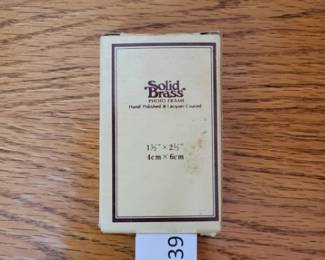 Solid
Brass
PHOTO FRAME
Hand Polished & Lacquer Coated
1½" × 2½"
4cm × 6cm
39